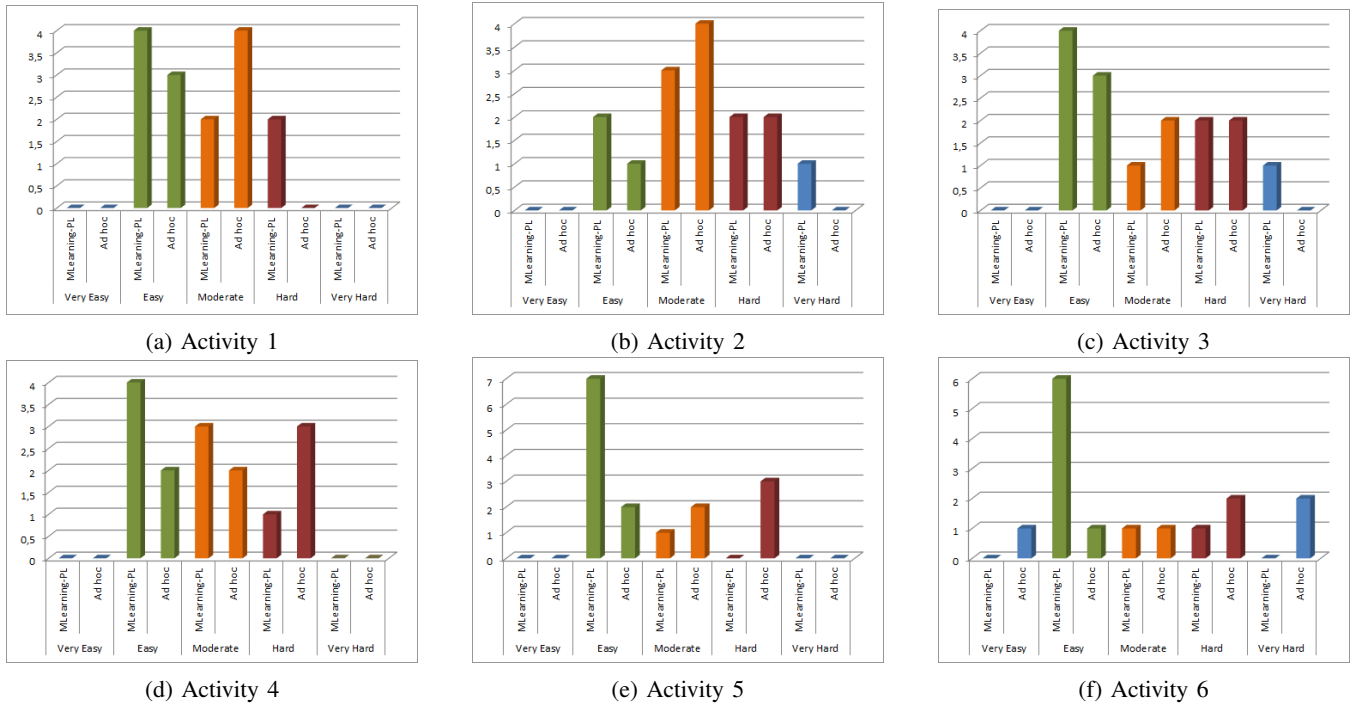 4
3,5
3
2,5
2
1,5
1
0,5
0
MLearning-PL Ad hoc MLearning-PL Ad hoc MLearning-PL Ad hoc MLearning-PL Ad hoc MLearning-PL Ad hoc
Very Easy Easy Moderate Hard Very Hard
(a) Activity 1
4
3,5
3
2,5
2
1,5
1
0,5
0
MLearning-PL Ad hoc MLearning-PL Ad hoc MLearning-PL Ad hoc MLearning-PL Ad hoc MLearning-PL Ad hoc
Very Easy Easy Moderate Hard Very Hard
(b) Activity 2
4
3,5
3
2,5
2
1,5
1
0,5
0
MLearning-PL Ad hoc MLearning-PL Ad hoc MLearning-PL Ad hoc MLearning-PL Ad hoc MLearning-PL Ad hoc
Very Easy Easy Moderate Hard Very Hard
(c) Activity 3
4
3,5
3
2,5
2
1,5
1
0,5
0
MLearning-PL Ad hoc MLearning-PL Ad hoc MLearning-PL Ad hoc MLearning-PL Ad hoc MLearning-PL Ad hoc
Very Easy Easy Moderate Hard Very Hard
(d) Activity 4
7
6
5
4
3
2
1
0
MLearning-PL Ad hoc MLearning-PL Ad hoc MLearning-PL Ad hoc MLearning-PL Ad hoc MLearning-PL Ad hoc
Very Easy Easy Moderate Hard Very Hard
(e) Activity 5
6
5
4
3
2
1
0
MLearning-PL Ad hoc MLearning-PL Ad hoc MLearning-PL Ad hoc MLearning-PL Ad hoc MLearning-PL Ad hoc
Very Easy Easy Moderate Hard Very Hard
(f) Activity 6